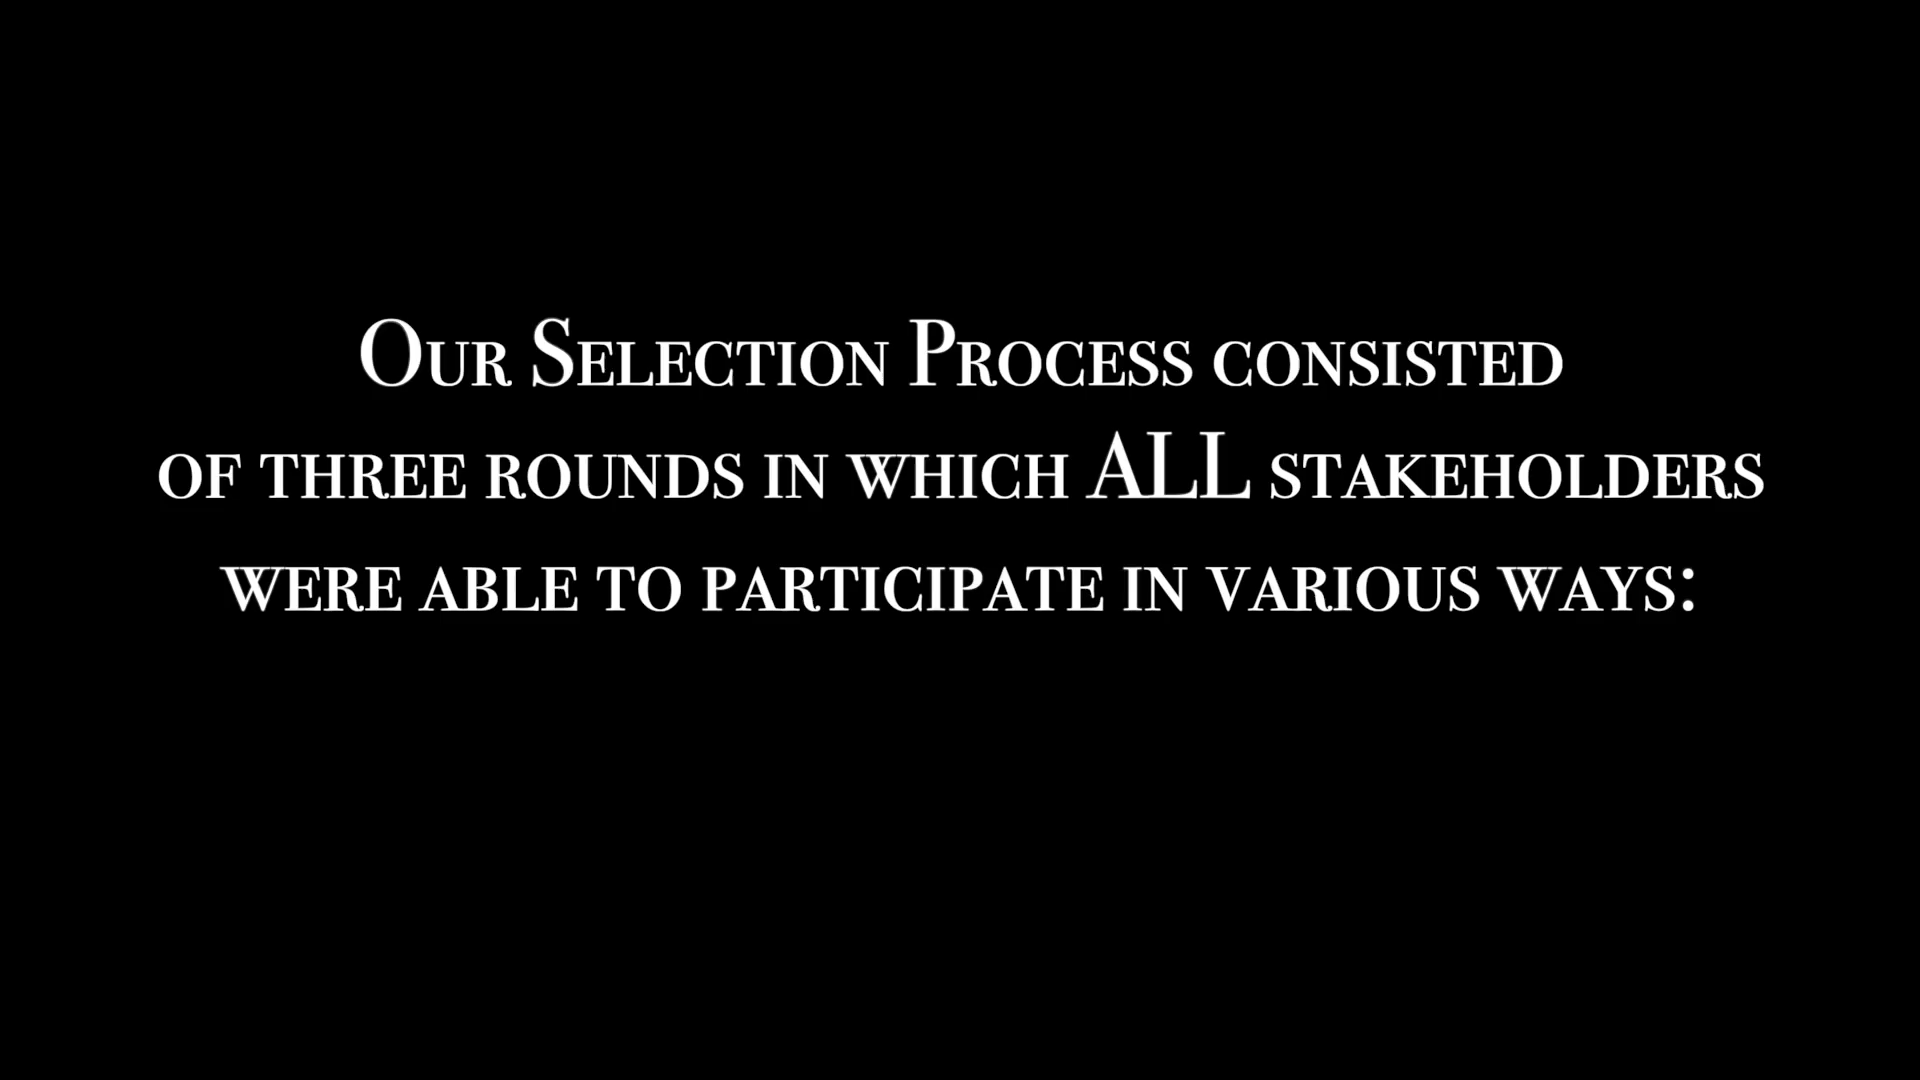 Our Selection Process consisted
of three rounds in which ALL stakeholders
were able to participate in various ways: